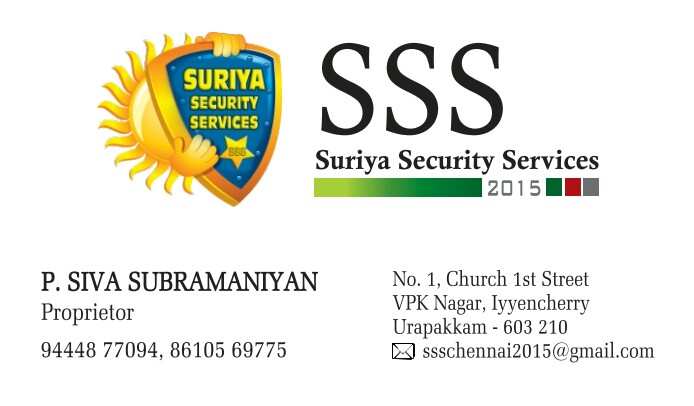 SURIYA
SECURITY
SERVICES
SSS
SSS
Suriya Security Services
2015
P. SIVA SUBRAMANIYAN
Proprietor
94448 77094, 86105 69775
No. 1, Church 1st Street
VPK Nagar, Iyyencherry
Urapakkam - 603 210
ssschennai2015@gmail.com